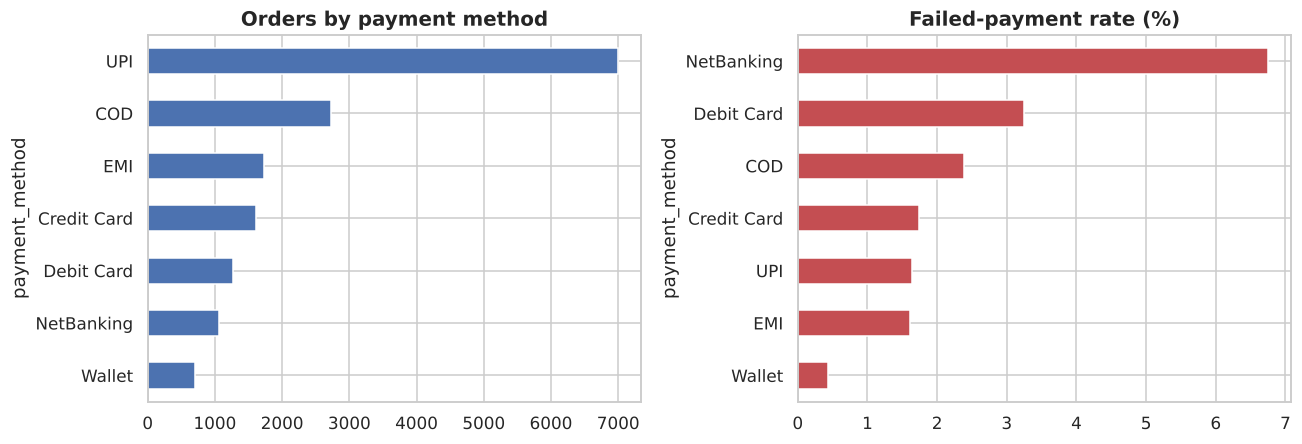 Orders by payment method
payment_method
UPI
COD
EMI
Credit Card
Debit Card
NetBanking
Wallet
0 1000 2000 3000 4000 5000 6000 7000
Failed-payment rate (%)
payment_method
NetBanking
Debit Card
COD
Credit Card
UPI
EMI
Wallet
0 1 2 3 4 5 6 7